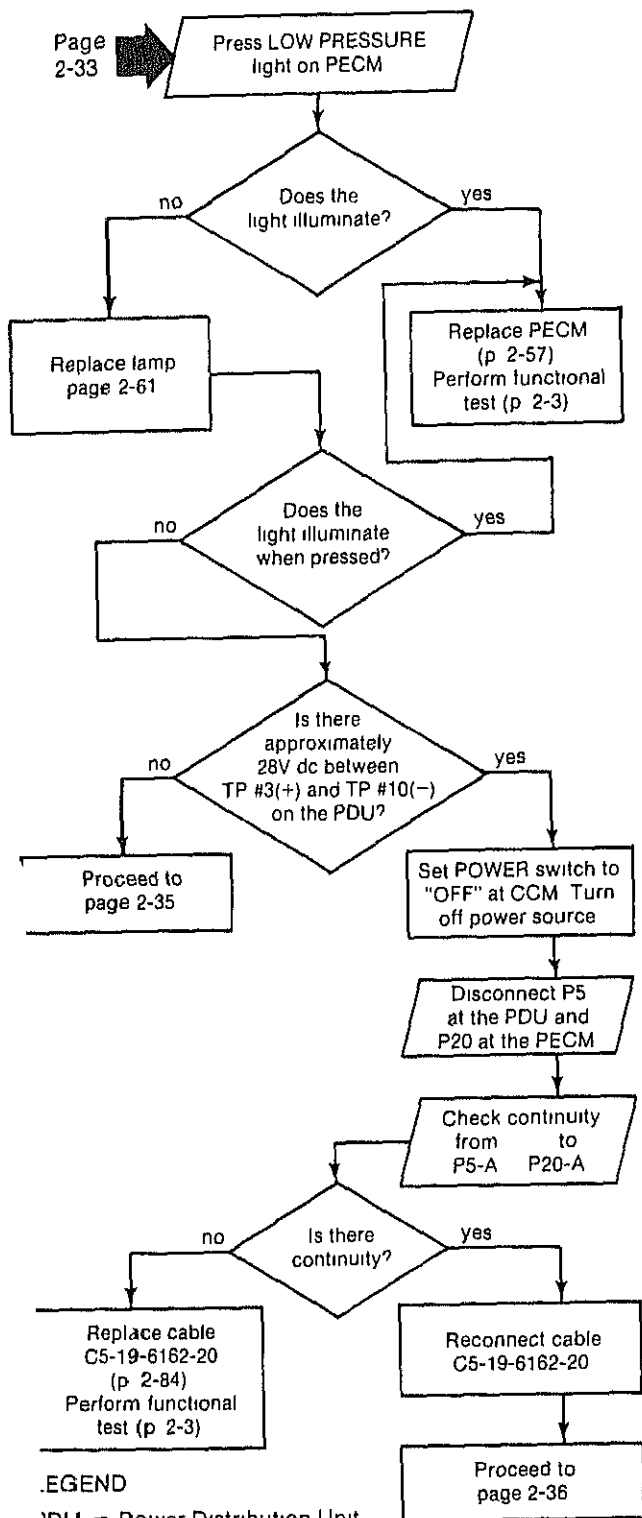 Page
2-33
Press LOW PRESSURE
light on PECM
no
Does the
light illuminate?
yes
Replace lamp
page 2-61
Replace PECM
(p 2-57)
Perform functional
test (p 2-3)
no
Does the
light illuminate
when pressed?
yes
no
Is there
approximately
28V dc between
TP #3(+) and TP #10(−)
on the PDU?
yes
Proceed to
page 2-35
Set POWER switch to
"OFF" at CCM Turn
off power source
Disconnect P5
at the PDU and
P20 at the PECM
Check continuity
from to
P5-A P20-A
no
Is there
continuity?
yes
Replace cable
C5-19-6162-20
(p 2-84)
Perform functional
test (p 2-3)
Reconnect cable
C5-19-6162-20
Proceed to
page 2-36
.EGEND
= Power Distribution Unit